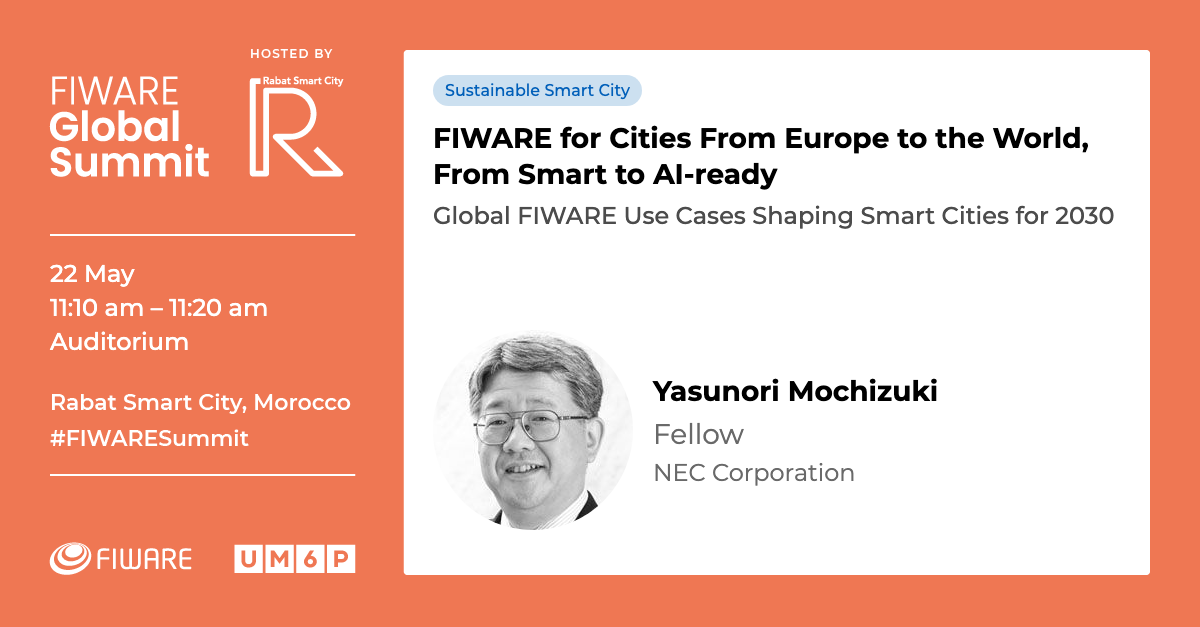 HOSTED BY
FIWARE
Global
Summit
Rabat Smart City
R
22 May
11:10 am – 11:20 am
Auditorium
Rabat Smart City, Morocco
#FIWARESummit
FIWARE
UM6P
Sustainable Smart City
FIWARE for Cities From Europe to the World,
From Smart to AI-ready
Global FIWARE Use Cases Shaping Smart Cities for 2030
Yasunori Mochizuki
Fellow
NEC Corporation